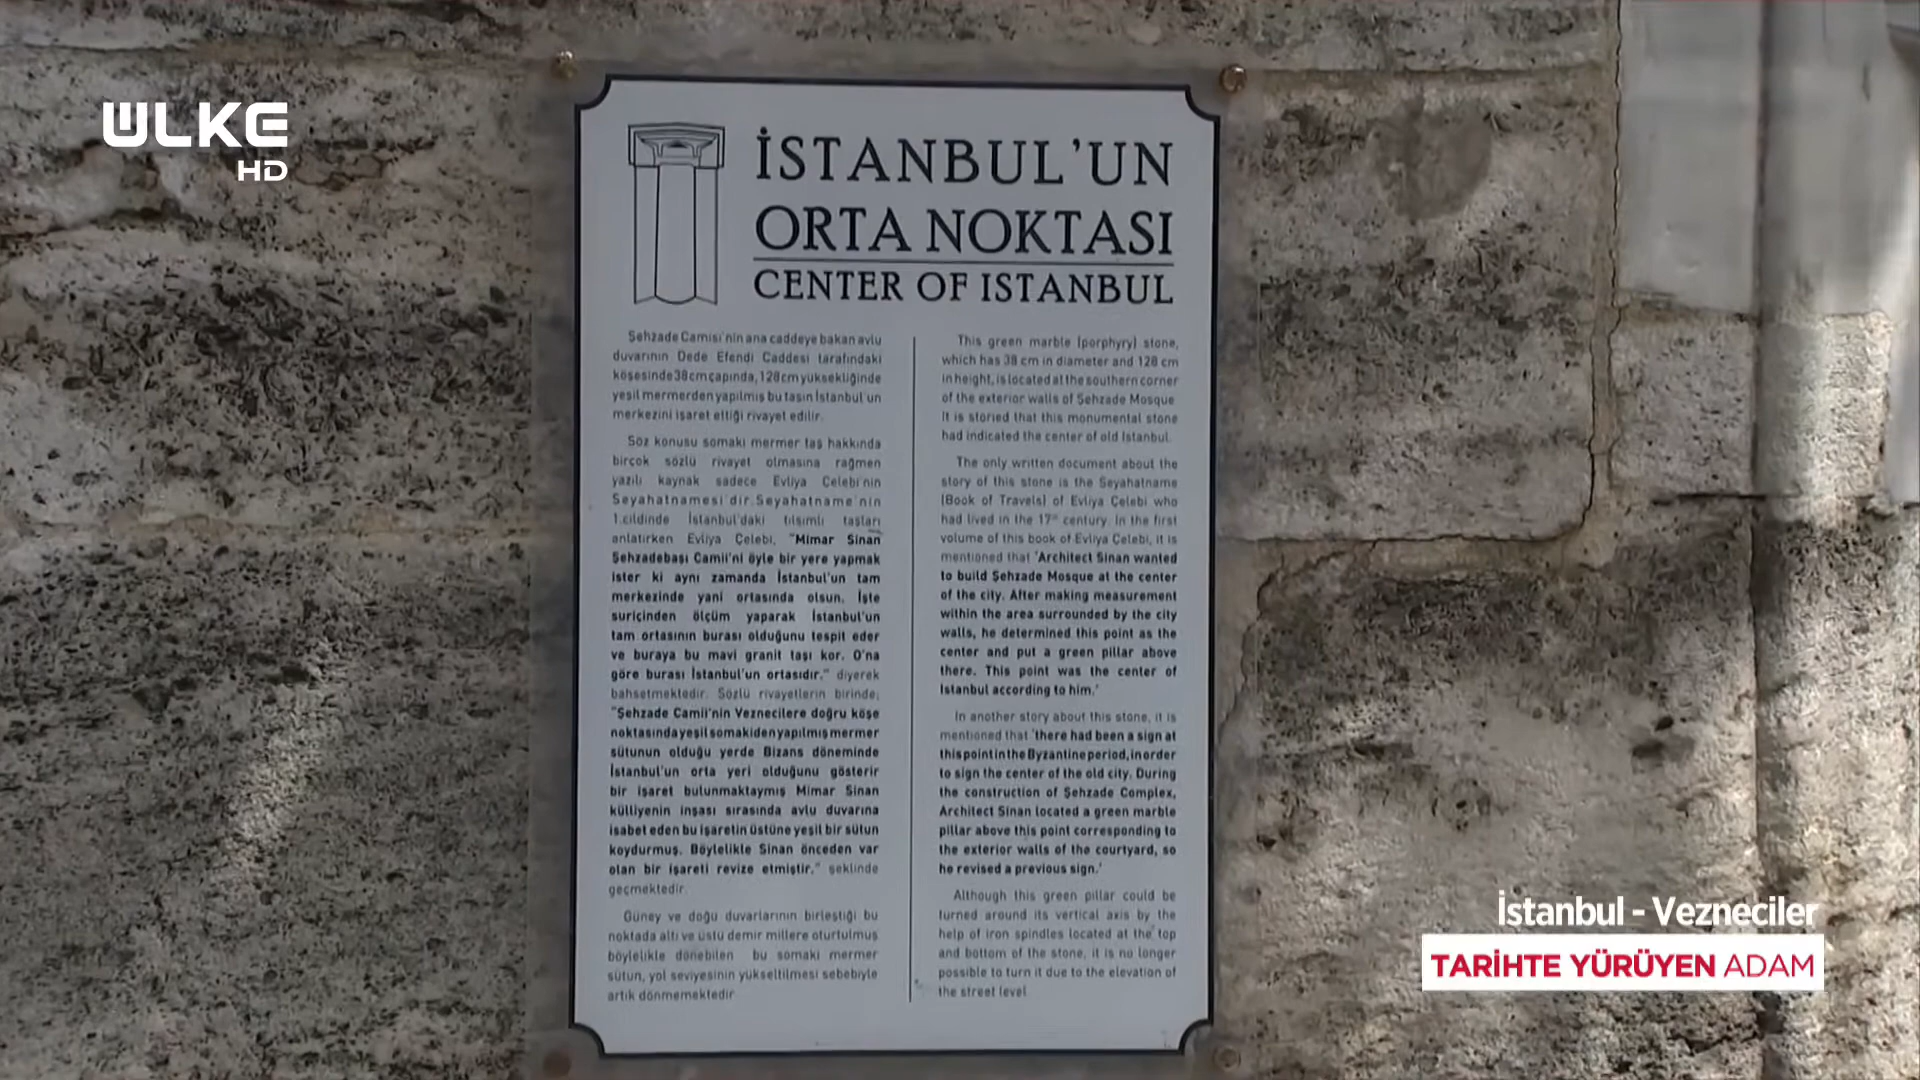 ULKE
HD
İSTANBUL'UN
ORTA NOKTASI
CENTER OF ISTANBUL
Şehzade Camisi'nin ana caddeye bakan avlu
duvarının Dede Efendi Caddesi tarafındaki
köşesinde 38 cm çapında, 128 cm yüksekliğinde
yeşil mermerden yapılmış bu taşın İstanbul'un
merkezini işaret ettiği rivayet edilir.
Söz konusu somaki mermer taş hakkında
birçok sözlü rivayet olmasına rağmen
yazılı kaynak sadece Evliya Çelebi'nin
Seyahatnamesi'dir. Seyahatname'nin
1.cildinde İstanbul'daki tılsımlı taşları
anlatırken Evliya Çelebi, "Mimar Sinan
Şehzadebaşı Camii'ni öyle bir yere yapmak
ister ki aynı zamanda İstanbul'un tam
merkezinde yani ortasında olsun. İşte
suriçinden ölçüm yaparak İstanbul'un
tam ortasının burası olduğunu tespit eder
ve buraya bu mavi granit taşı kor. O'na
göre burası İstanbul'un ortasıdır." diyerek
bahsetmektedir. Sözlü rivayetlerin birinde;
"Şehzade Camii'nin Veznecilere doğru köşe
noktasında yeşil somakiden yapılmış mermer
sütunun olduğu yerde Bizans döneminde
İstanbul'un orta yeri olduğunu gösterir
bir işaret bulunmaktaymış Mimar Sinan
külliyenin inşası sırasında avlu duvarına
isabet eden bu işaretin üstüne yeşil bir sütun
koydurmuş. Böylelikle Sinan önceden var
olan bir işareti revize etmiştir." şeklinde
geçmektedir.
Güney ve doğu duvarlarının birleştiği bu
noktada altı ve üstü demir millere oturtulmuş
böylelikle dönebilen bu somaki mermer
sütun, yol seviyesinin yükseltilmesi sebebiyle
artık dönmemektedir.
This green marble (porphyry) stone,
which has 38 cm in diameter and 128 cm
in height, is located at the southern corner
of the exterior walls of Şehzade Mosque.
It is storied that this monumental stone
had indicated the center of old Istanbul.
The only written document about the
story of this stone is the Seyahatname
(Book of Travels) of Evliya Çelebi who
had lived in the 17th century. In the first
volume of this book of Evliya Çelebi, it is
mentioned that 'Architect Sinan wanted
to build Şehzade Mosque at the center
of the city. After making measurement
within the area surrounded by the city
walls, he determined this point as the
center and put a green pillar above
there. This point was the center of
Istanbul according to him.'
In another story about this stone, it is
mentioned that 'there had been a sign at
this point in the Byzantine period, in order
to sign the center of the old city. During
the construction of Şehzade Complex,
Architect Sinan located a green marble
pillar above this point corresponding to
the exterior walls of the courtyard, so
he revised a previous sign.'
Although this green pillar could be
turned around its vertical axis by the
help of iron spindles located at the top
and bottom of the stone, it is no longer
possible to turn it due to the elevation of
the street level.
İstanbul - Vezneciler
TARİHTE YÜRÜYEN ADAM